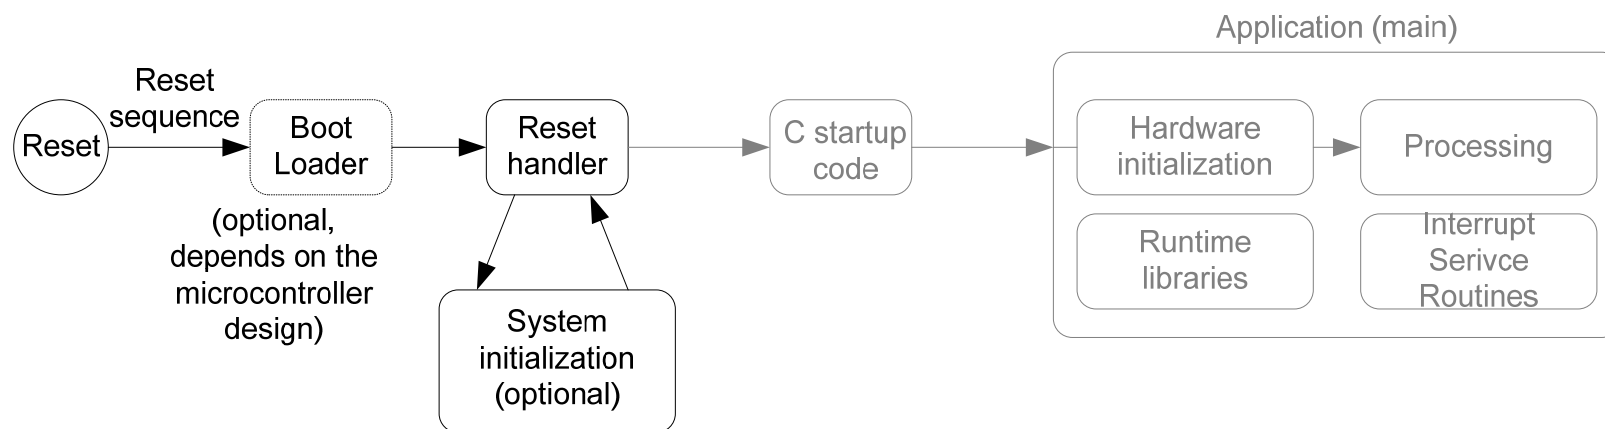 Application (main)
Reset
sequence
Reset
Boot
Loader
(optional,
depends on the
microcontroller
design)
Reset
handler
System
initialization
(optional)
C startup
code
Hardware
initialization
Processing
Runtime
libraries
Interrupt
Serivce
Routines